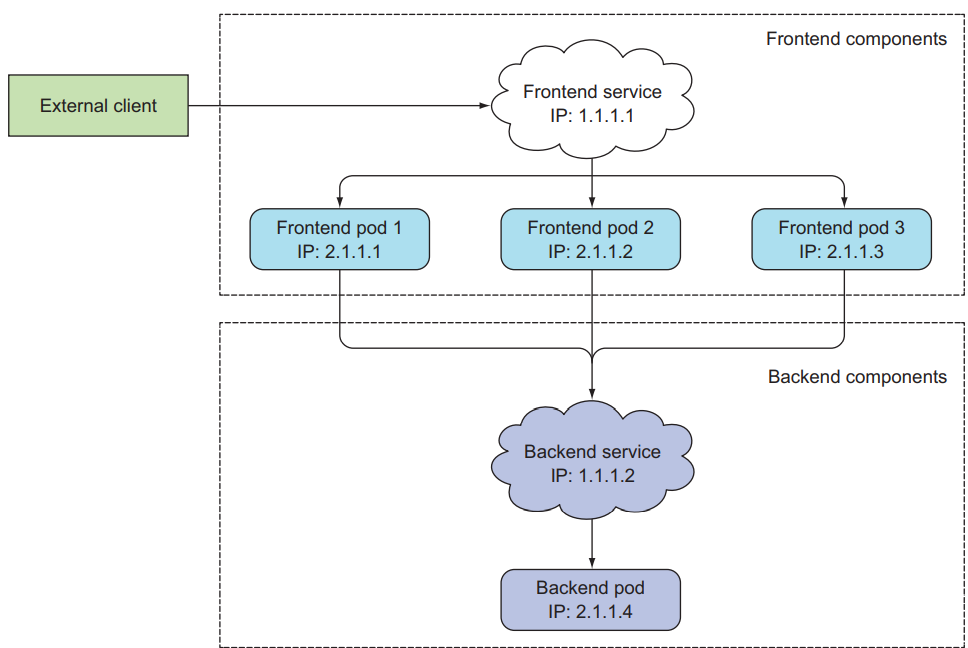 Frontend components
External client
Frontend service
IP: 1.1.1.1
Frontend pod 1
IP: 2.1.1.1
Frontend pod 2
IP: 2.1.1.2
Frontend pod 3
IP: 2.1.1.3
Backend components
Backend service
IP: 1.1.1.2
Backend pod
IP: 2.1.1.4